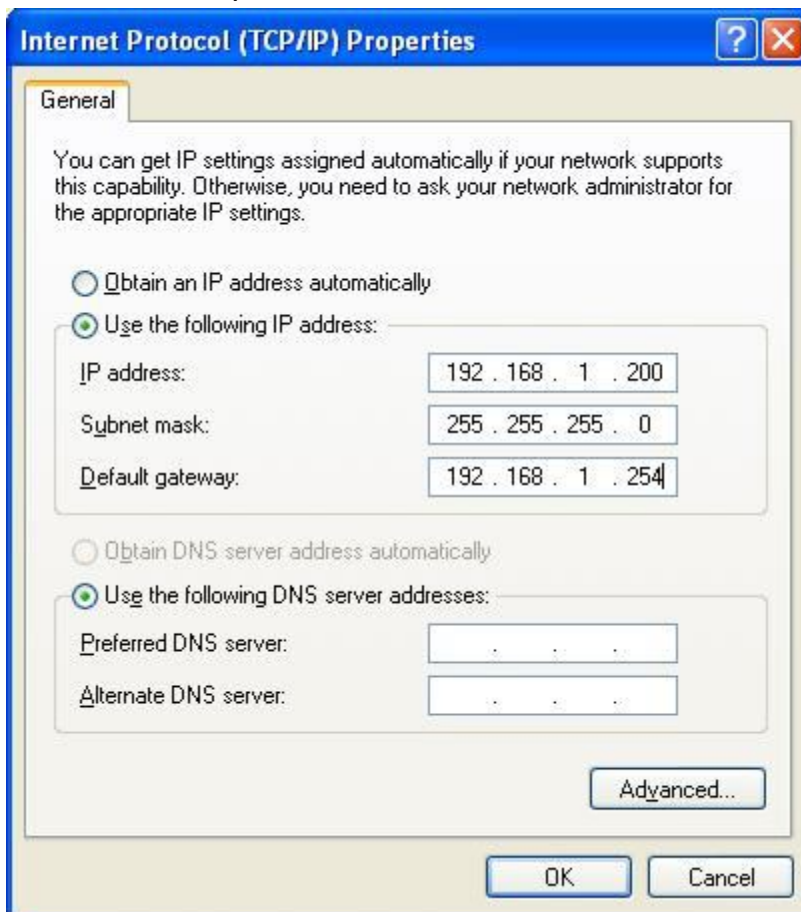 Internet Protocol (TCP/IP) Properties
General
You can get IP settings assigned automatically if your network supports
this capability. Otherwise, you need to ask your network administrator for
the appropriate IP settings.
Obtain an IP address automatically
Use the following IP address:
IP address: 192 . 168 . 1 . 200
Subnet mask: 255 . 255 . 255 . 0
Default gateway: 192 . 168 . 1 . 254
Obtain DNS server address automatically
Use the following DNS server addresses:
Preferred DNS server: . . .
Alternate DNS server: . . .
Advanced...
OK Cancel